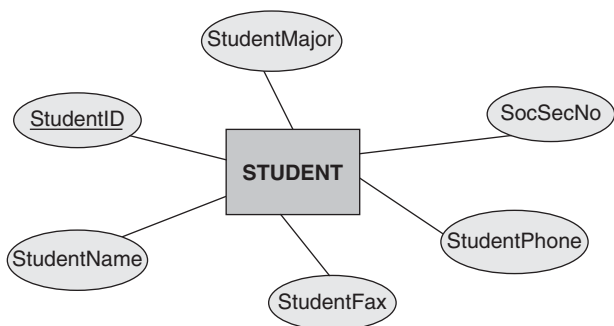 StudentMajor
StudentID
SocSecNo
STUDENT
StudentPhone
StudentName
StudentFax